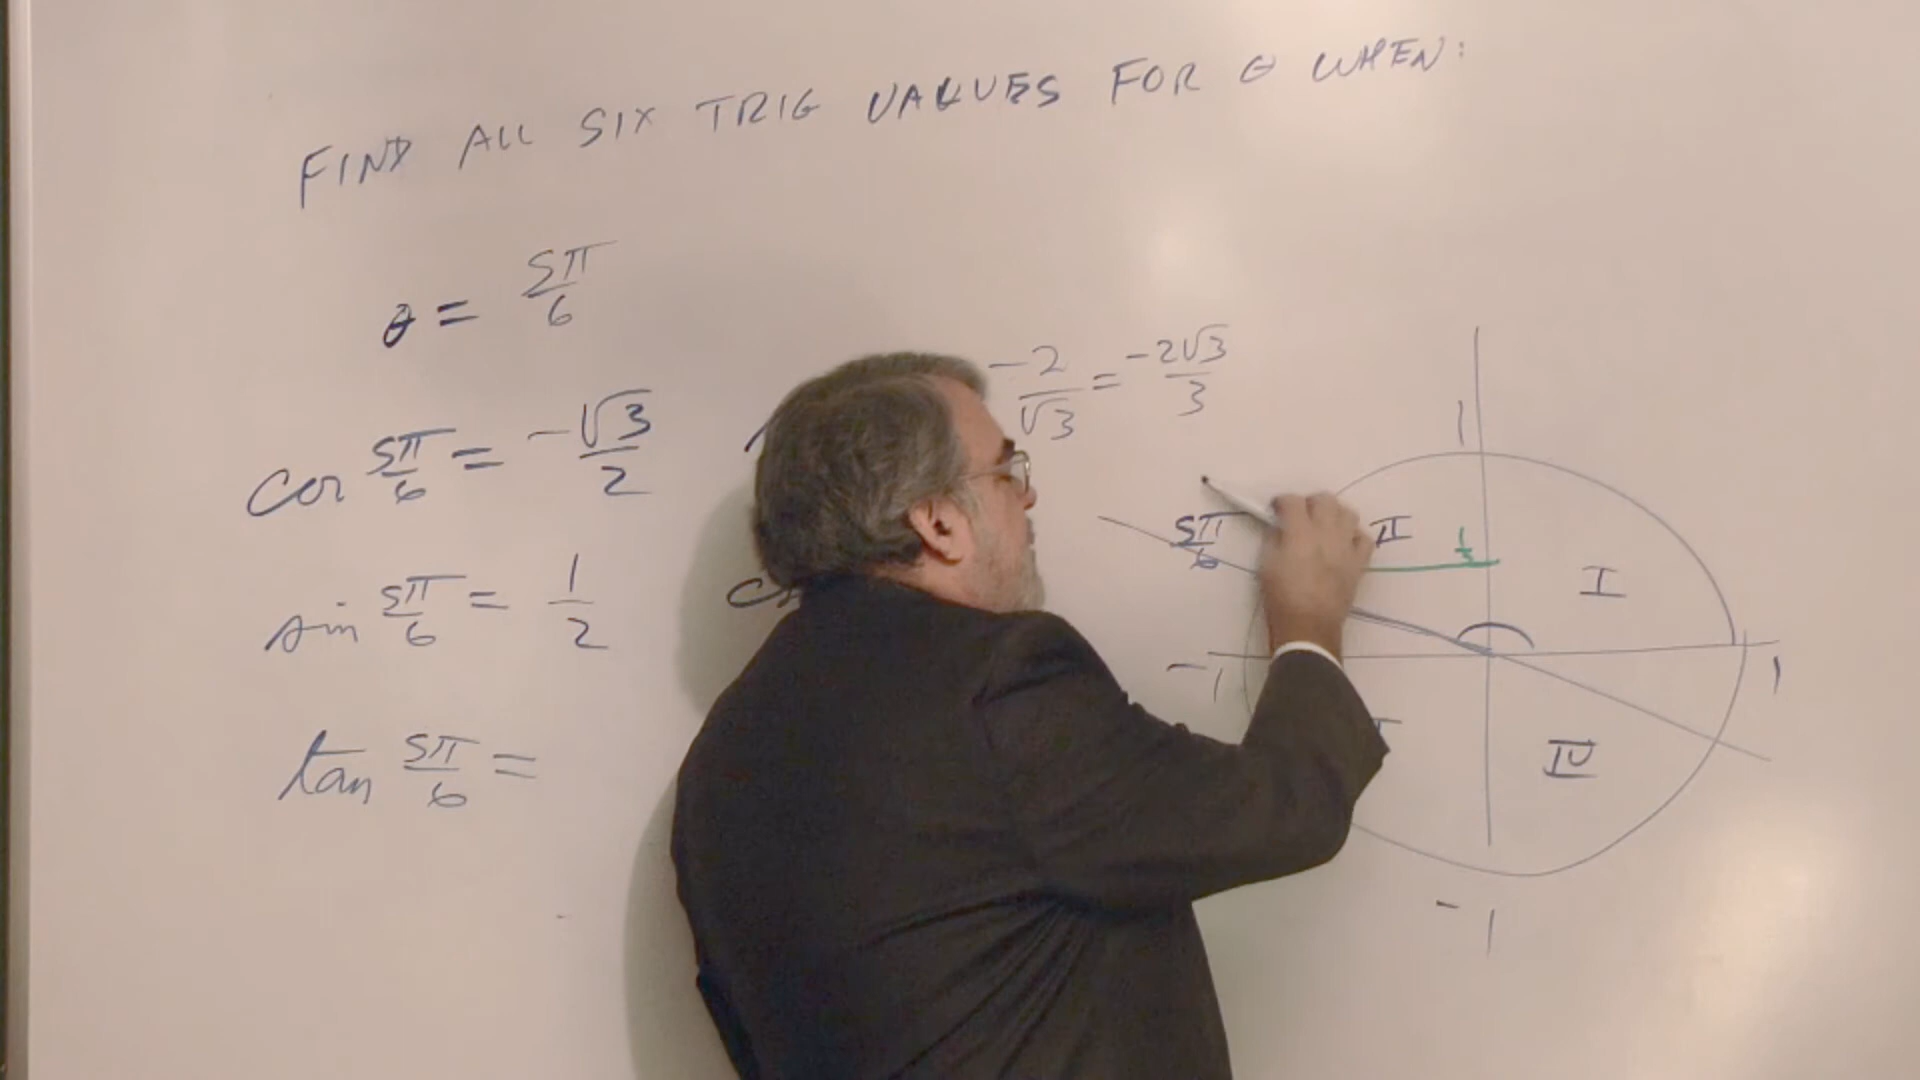 FIND ALL SIX TRIG VALUES FOR θ WHEN:
θ = 5π/6
cos 5π/6 = -√3/2
-2/√3 = -2√3/3
sin 5π/6 = 1/2
tan 5π/6 =
1
5π/6
II
I
-1
1
IV
-1